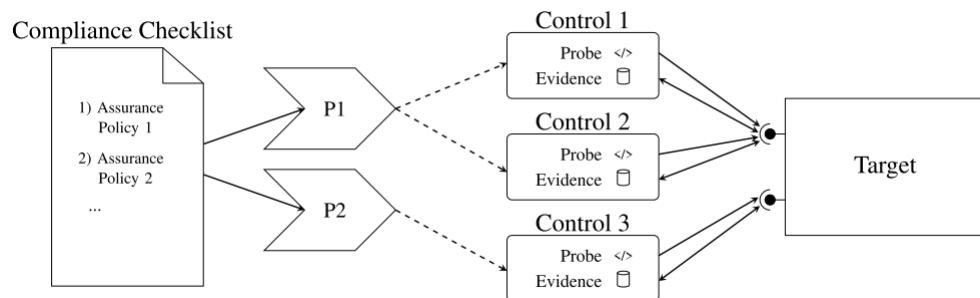 Compliance Checklist
1) Assurance
Policy 1
2) Assurance
Policy 2
...
P1
P2
Control 1
Probe </>
Evidence
Control 2
Probe </>
Evidence
Control 3
Probe </>
Evidence
Target